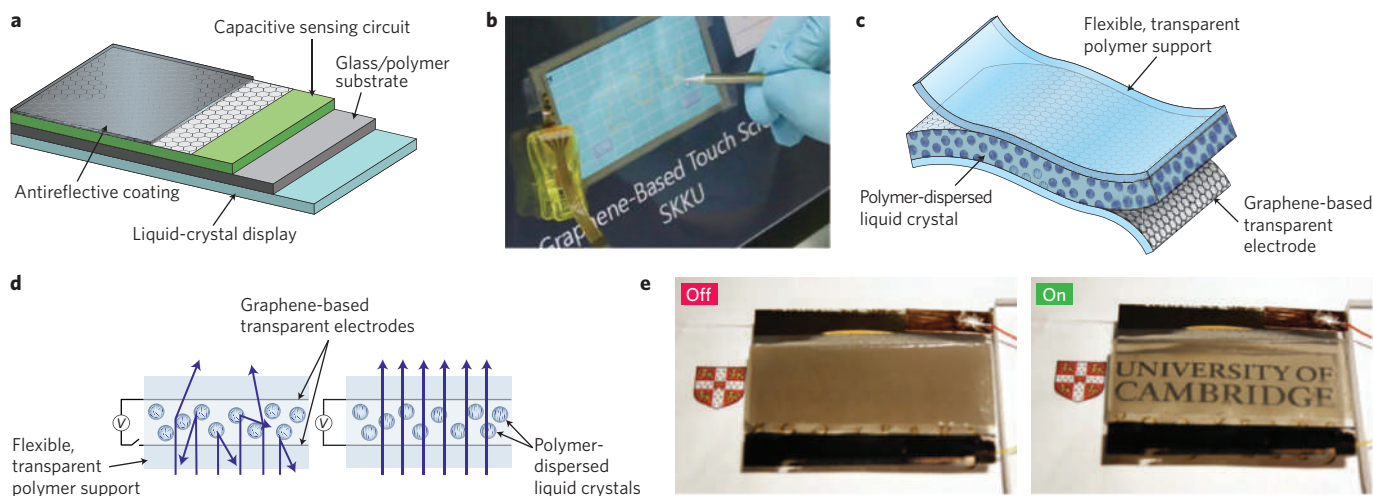 a
Capacitive sensing circuit
Glass/polymer
substrate
Antireflective coating
Liquid-crystal display
b
Graphene-Based Touch Scre
SKKU
c
Flexible, transparent
polymer support
Polymer-dispersed
liquid crystal
Graphene-based
transparent
electrode
d
Graphene-based
transparent electrodes
V
V
Flexible,
transparent
polymer support
Polymer-
dispersed
liquid crystals
e
Off
On
UNIVERSITY OF
CAMBRIDGE